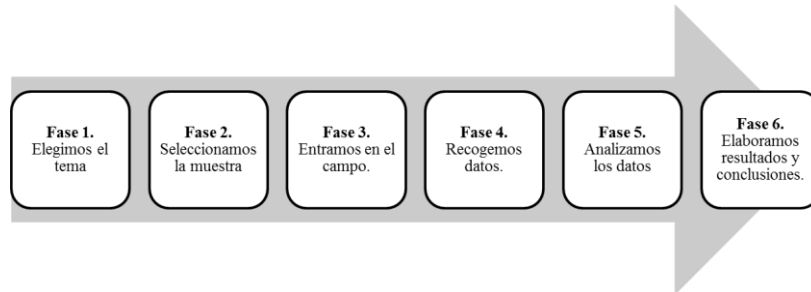 Fase 1.
Elegimos el
tema
Fase 2.
Seleccionamos
la muestra
Fase 3.
Entramos en el
campo.
Fase 4.
Recogemos
datos.
Fase 5.
Analizamos
los datos
Fase 6.
Elaboramos
resultados y
conclusiones.